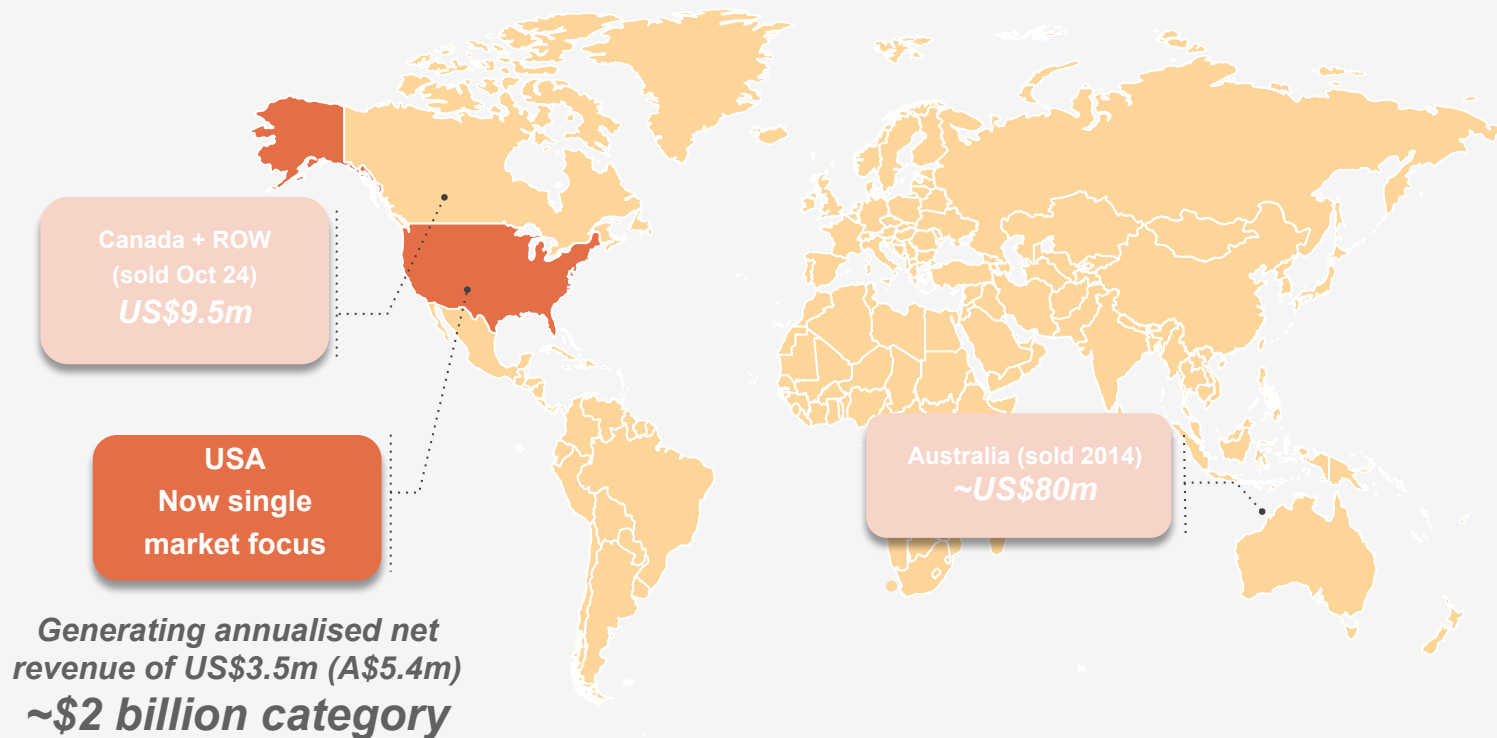 Canada + ROW
(sold Oct 24)
US$9.5m
USA
Now single
market focus
Generating annualised net
revenue of US$3.5m (A$5.4m)
~$2 billion category
Australia (sold 2014)
~US$80m